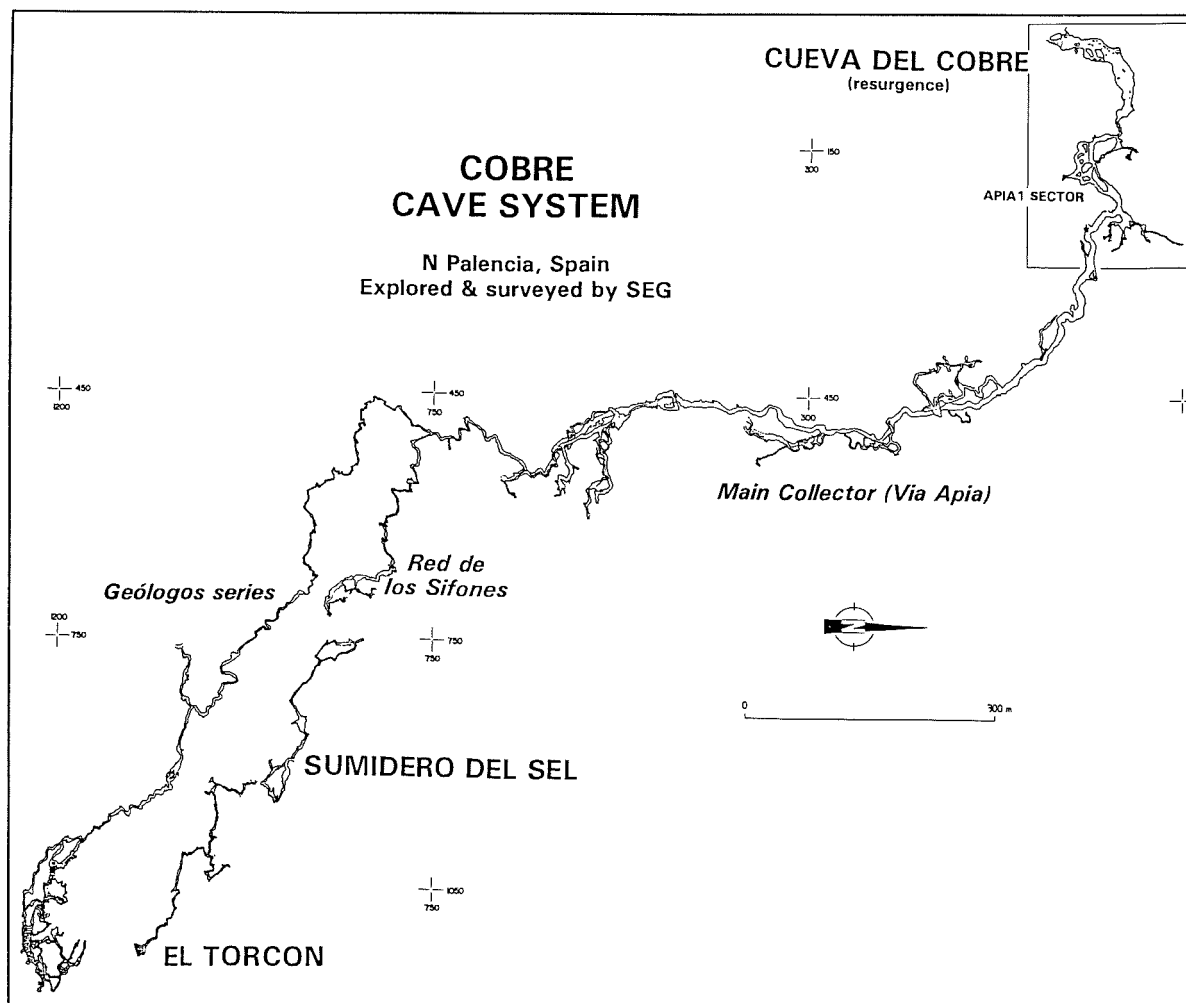 CUEVA DEL COBRE
(resurgence)
150
300
COBRE
CAVE SYSTEM
APIA1 SECTOR
N Palencia, Spain
Explored & surveyed by SEG
450
1200
450
750
450
300
Main Collector (Via Apia)
Red de
los Sifones
Geólogos series
1200
750
750
750
N
0
300 m
SUMIDERO DEL SEL
1050
750
EL TORCON